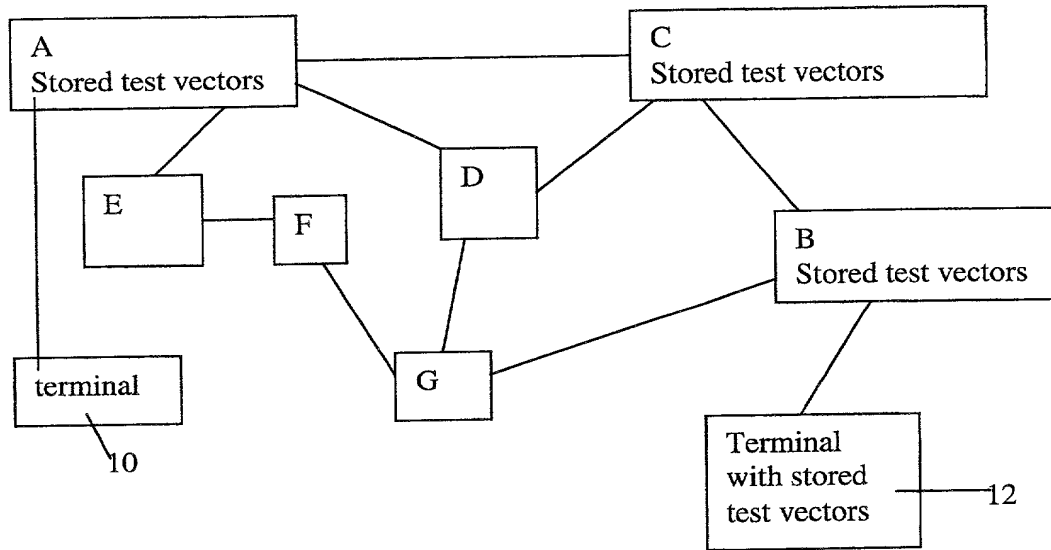 A
Stored test vectors
C
Stored test vectors
E
F
D
B
Stored test vectors
terminal
10
G
Terminal
with stored
test vectors
12